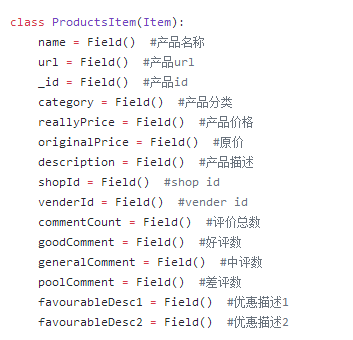 class ProductsItem(Item):
    name = Field()  #产品名称
    url = Field()  #产品url
    _id = Field()  #产品id
    category = Field()  #产品分类
    reallyPrice = Field()  #产品价格
    originalPrice = Field()  #原价
    description = Field()  #产品描述
    shopId = Field()  #shop id
    venderId = Field()  #vender id
    commentCount = Field()  #评价总数
    goodComment = Field()  #好评数
    generalComment = Field()  #中评数
    poolComment = Field()  #差评数
    favourableDesc1 = Field()  #优惠描述1
    favourableDesc2 = Field()  #优惠描述2